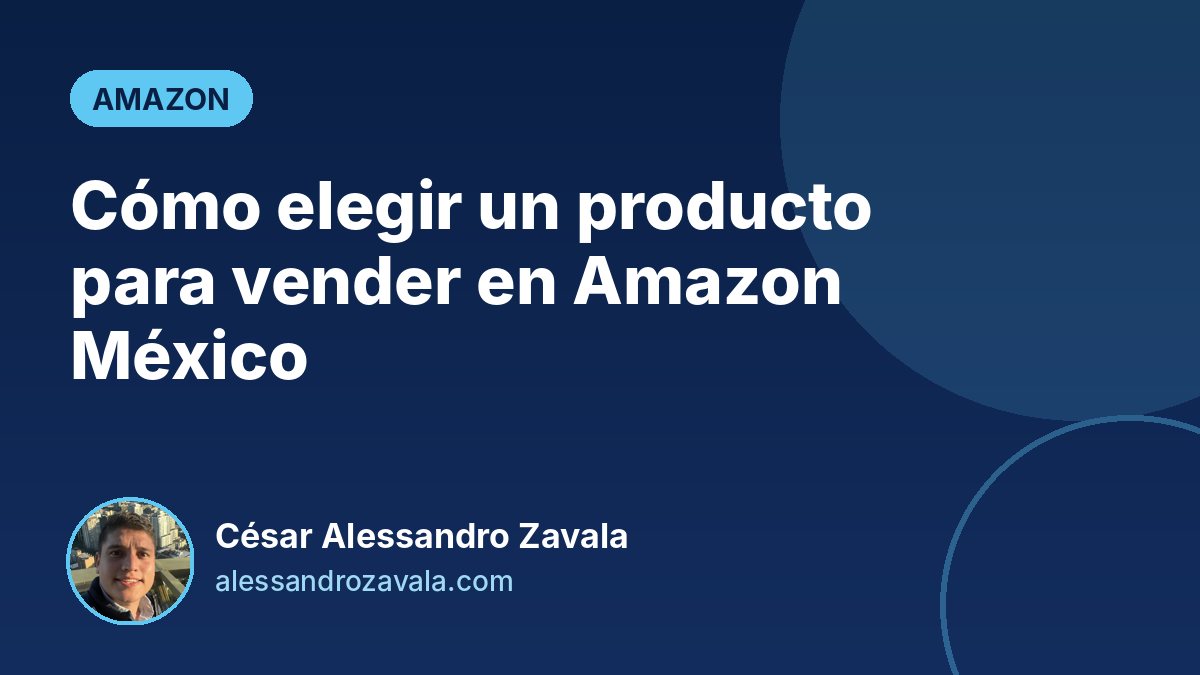 AMAZON
Cómo elegir un producto
para vender en Amazon
México
César Alessandro Zavala
alessandrozavala.com